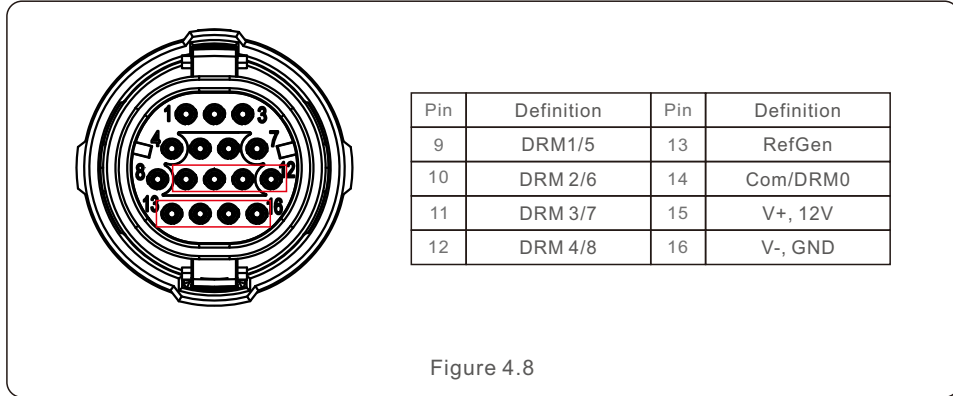 1 3
4 7
8 12
13 16
Pin Definition Pin Definition
9 DRM1/5 13 RefGen
10 DRM 2/6 14 Com/DRM0
11 DRM 3/7 15 V+, 12V
12 DRM 4/8 16 V-, GND
Figure 4.8